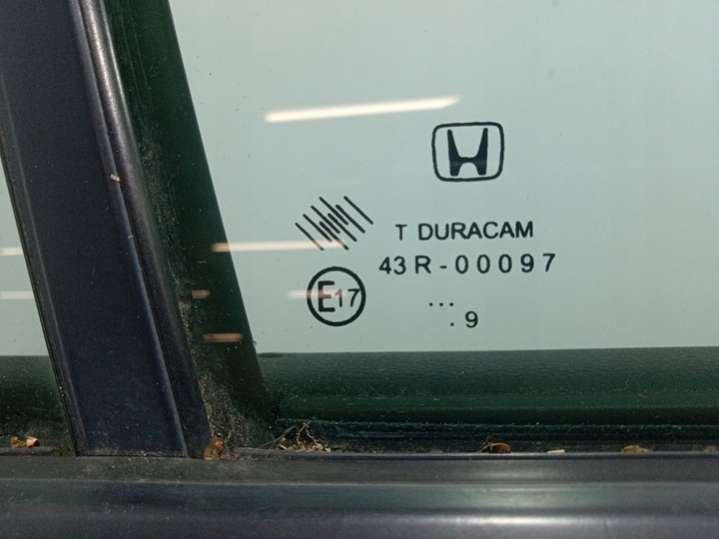 T DURACAM
43R-00097
E17
...
.9